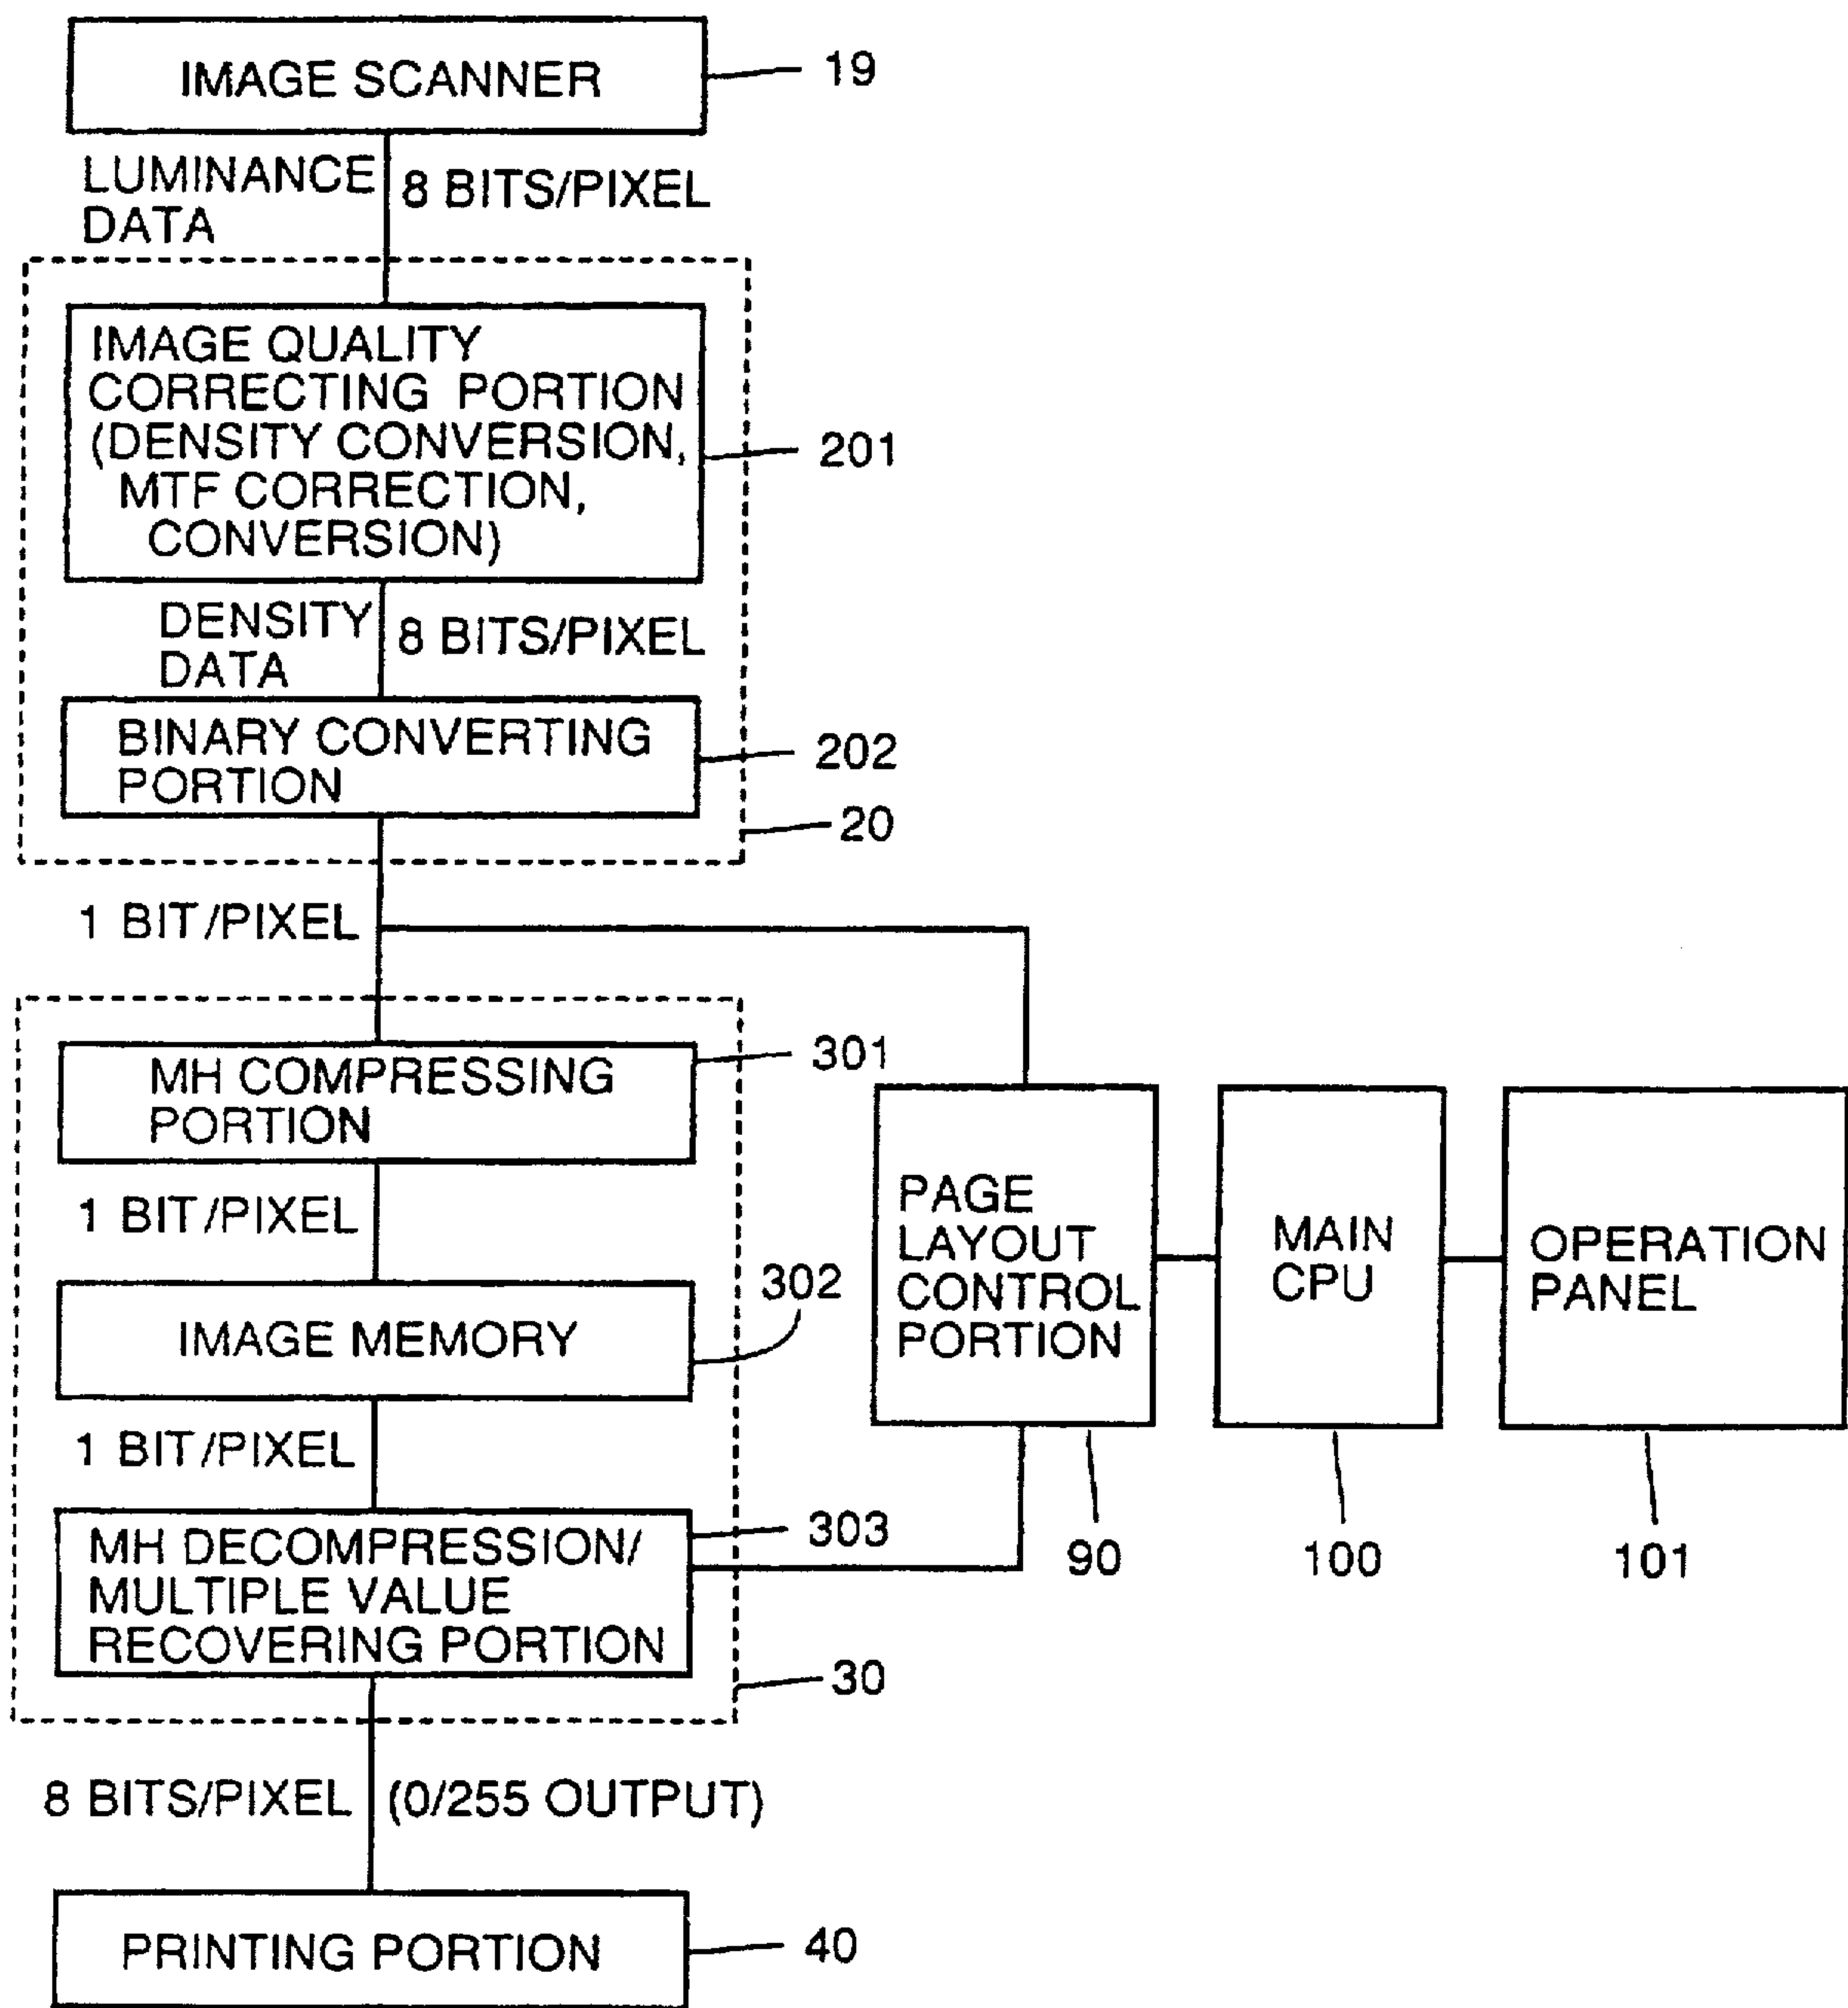 IMAGE SCANNER
19
LUMINANCE
DATA
8 BITS/PIXEL
IMAGE QUALITY
CORRECTING PORTION
(DENSITY CONVERSION,
MTF CORRECTION,
CONVERSION)
201
DENSITY
DATA
8 BITS/PIXEL
BINARY CONVERTING
PORTION
202
20
1 BIT/PIXEL
MH COMPRESSING
PORTION
301
1 BIT/PIXEL
IMAGE MEMORY
302
1 BIT/PIXEL
MH DECOMPRESSION/
MULTIPLE VALUE
RECOVERING PORTION
303
30
PAGE
LAYOUT
CONTROL
PORTION
90
MAIN
CPU
100
OPERATION
PANEL
101
8 BITS/PIXEL
(0/255 OUTPUT)
PRINTING PORTION
40